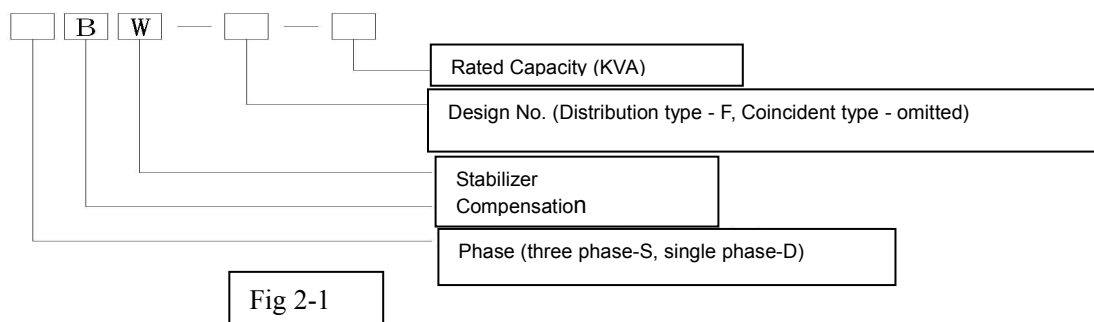 B W
Rated Capacity (KVA)
Design No. (Distribution type - F, Coincident type - omitted)
Stabilizer
Compensation
Phase (three phase-S, single phase-D)
Fig 2-1